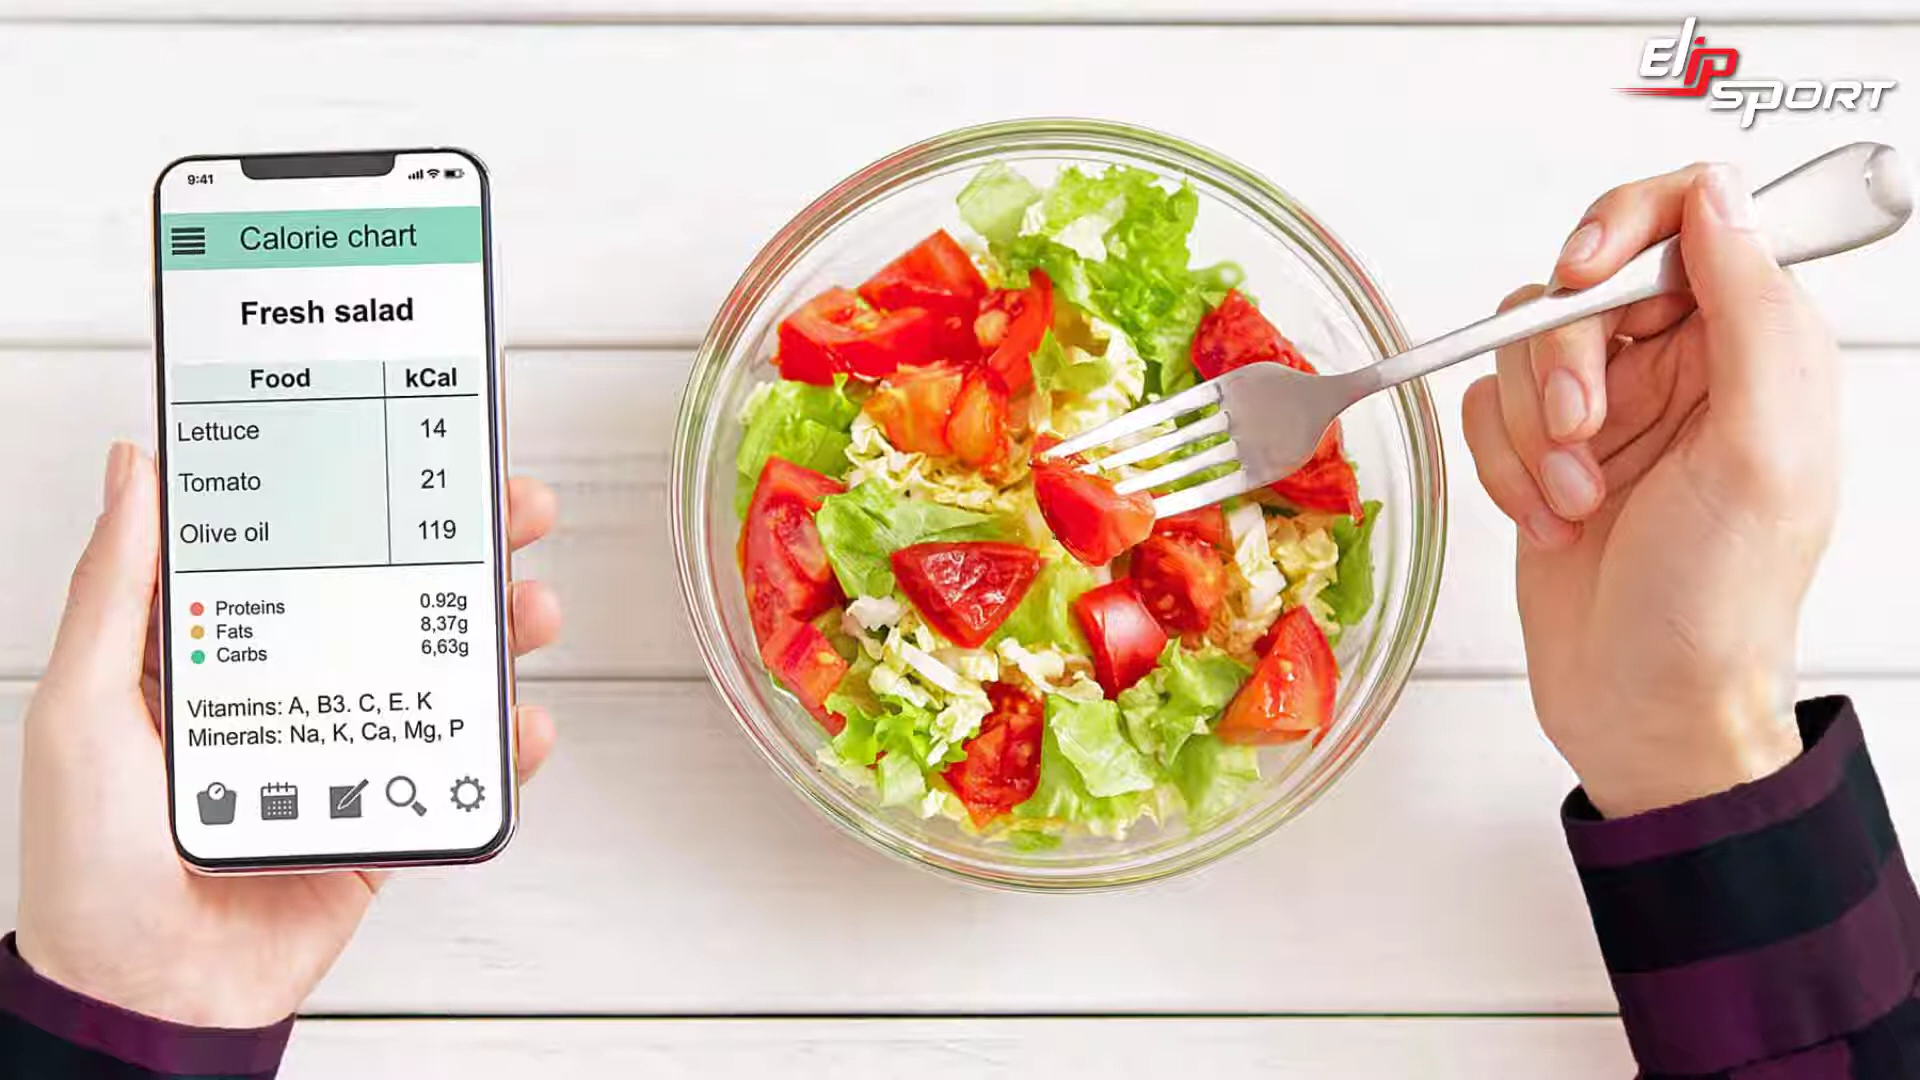 Elip
SPORT
9:41
Calorie chart
Fresh salad
Food kCal
Lettuce 14
Tomato 21
Olive oil 119
Proteins 0.92g
Fats 8,37g
Carbs 6,63g
Vitamins: A, B3. C, E. K
Minerals: Na, K, Ca, Mg, P